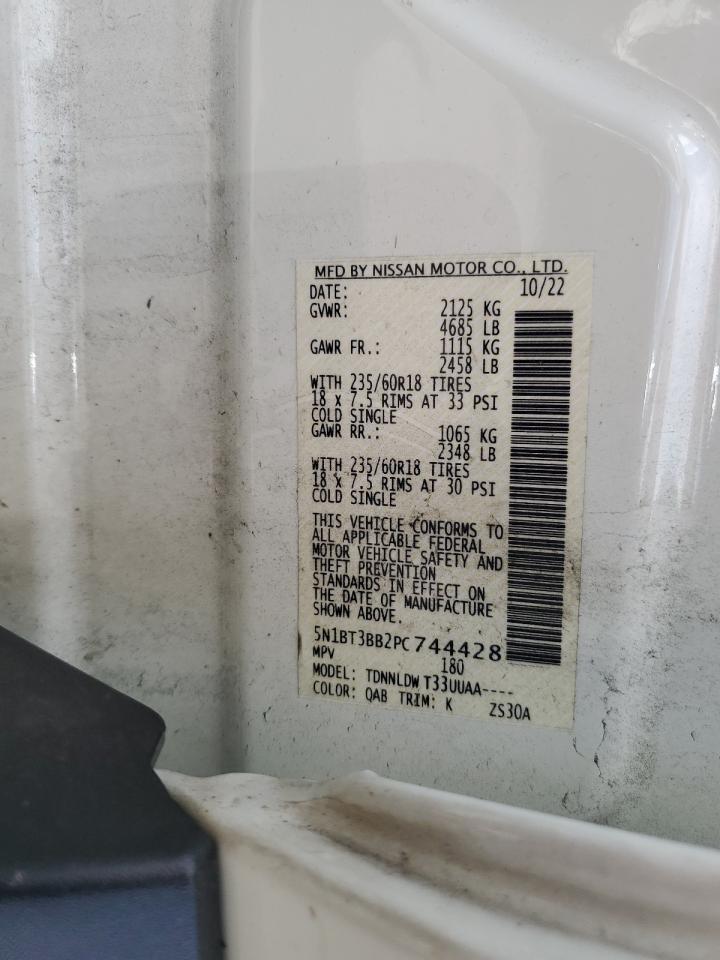 MFD BY NISSAN MOTOR CO., LTD.
DATE: 10/22
GVWR: 2125 KG
4685 LB
GAWR FR.: 1115 KG
2458 LB
WITH 235/60R18 TIRES
18 x 7.5 RIMS AT 33 PSI
COLD SINGLE
GAWR RR.: 1065 KG
2348 LB
WITH 235/60R18 TIRES
18 x 7.5 RIMS AT 30 PSI
COLD SINGLE
THIS VEHICLE CONFORMS TO
ALL APPLICABLE FEDERAL
MOTOR VEHICLE SAFETY AND
THEFT PREVENTION
STANDARDS IN EFFECT ON
THE DATE OF MANUFACTURE
SHOWN ABOVE.
5N1BT3BB2PC744428
MPV 180
MODEL: TDNNLDW T33UUAA----
COLOR: QAB TRIM: K ZS30A